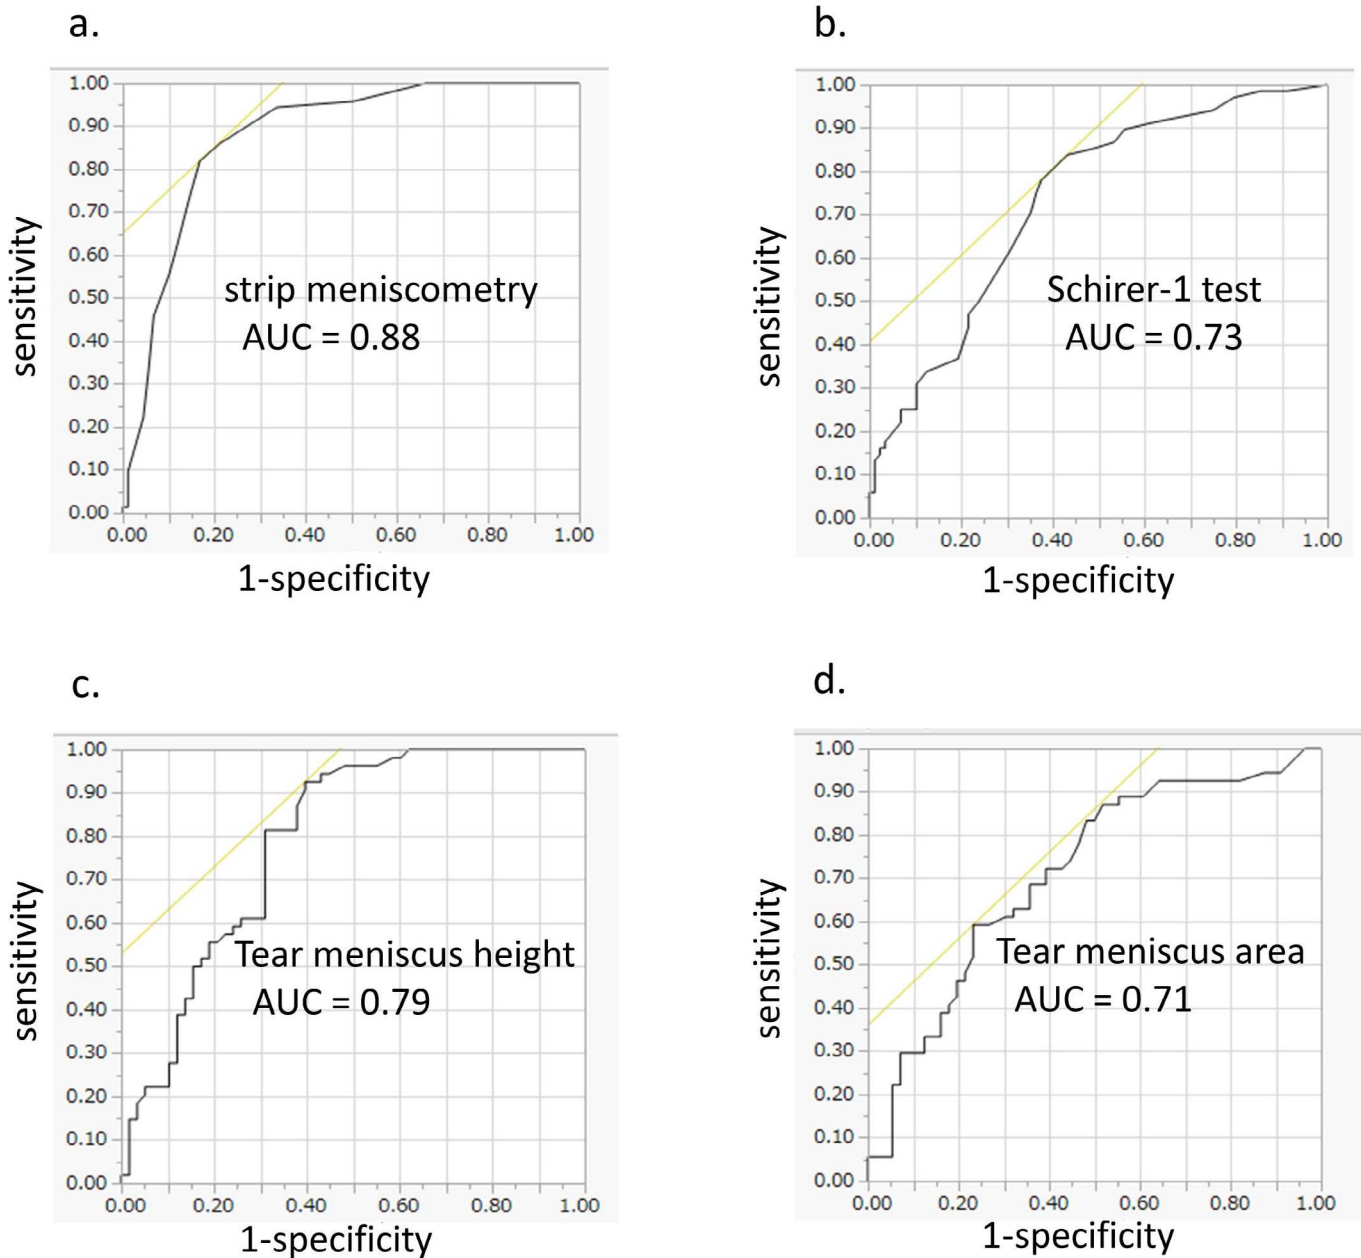 a.
1.00
0.90
0.80
0.70
0.60
0.50
0.40
0.30
0.20
0.10
0.00
0.00 0.20 0.40 0.60 0.80 1.00
sensitivity
1-specificity
strip meniscometry
AUC = 0.88
b.
1.00
0.90
0.80
0.70
0.60
0.50
0.40
0.30
0.20
0.10
0.00
0.00 0.20 0.40 0.60 0.80 1.00
sensitivity
1-specificity
Schirer-1 test
AUC = 0.73
c.
1.00
0.90
0.80
0.70
0.60
0.50
0.40
0.30
0.20
0.10
0.00
0.00 0.20 0.40 0.60 0.80 1.00
sensitivity
1-specificity
Tear meniscus height
AUC = 0.79
d.
1.00
0.90
0.80
0.70
0.60
0.50
0.40
0.30
0.20
0.10
0.00
0.00 0.20 0.40 0.60 0.80 1.00
sensitivity
1-specificity
Tear meniscus area
AUC = 0.71